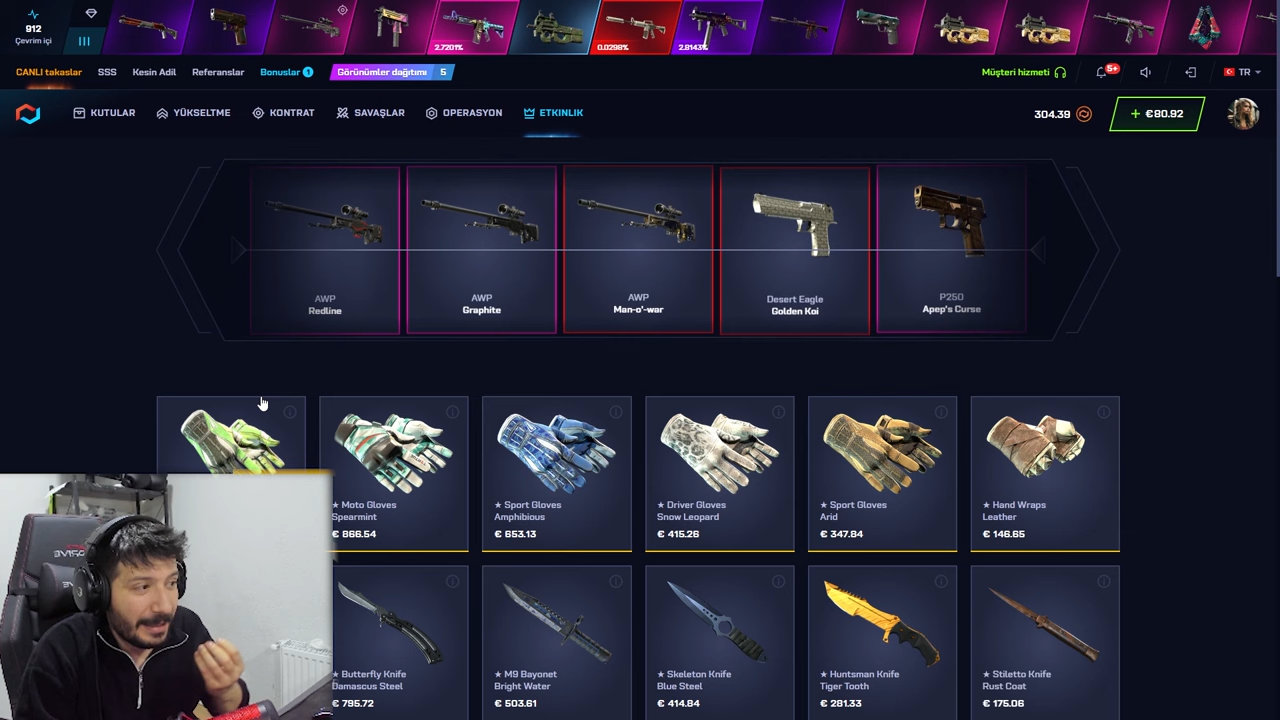 912
Çevrim içi
2.7201%
0.0298%
2.8143%
CANLI takaslar
SSS
Kesin Adil
Referanslar
Bonuslar 1
Görünümler dağıtımı 5
Müşteri hizmeti
5+
TR
KUTULAR
YÜKSELTME
KONTRAT
SAVAŞLAR
OPERASYON
ETKINLIK
304.39
+ €80.92
AWP
Redline
AWP
Graphite
AWP
Man-o'-war
Desert Eagle
Golden Koi
P250
Apep's Curse
★ Moto Gloves
Spearmint
€ 866.54
★ Sport Gloves
Amphibious
€ 653.13
★ Driver Gloves
Snow Leopard
€ 415.26
★ Sport Gloves
Arid
€ 347.84
★ Hand Wraps
Leather
€ 146.65
★ Butterfly Knife
Damascus Steel
€ 795.72
★ M9 Bayonet
Bright Water
€ 503.61
★ Skeleton Knife
Blue Steel
€ 414.84
★ Huntsman Knife
Tiger Tooth
€ 281.33
★ Stiletto Knife
Rust Coat
€ 175.06